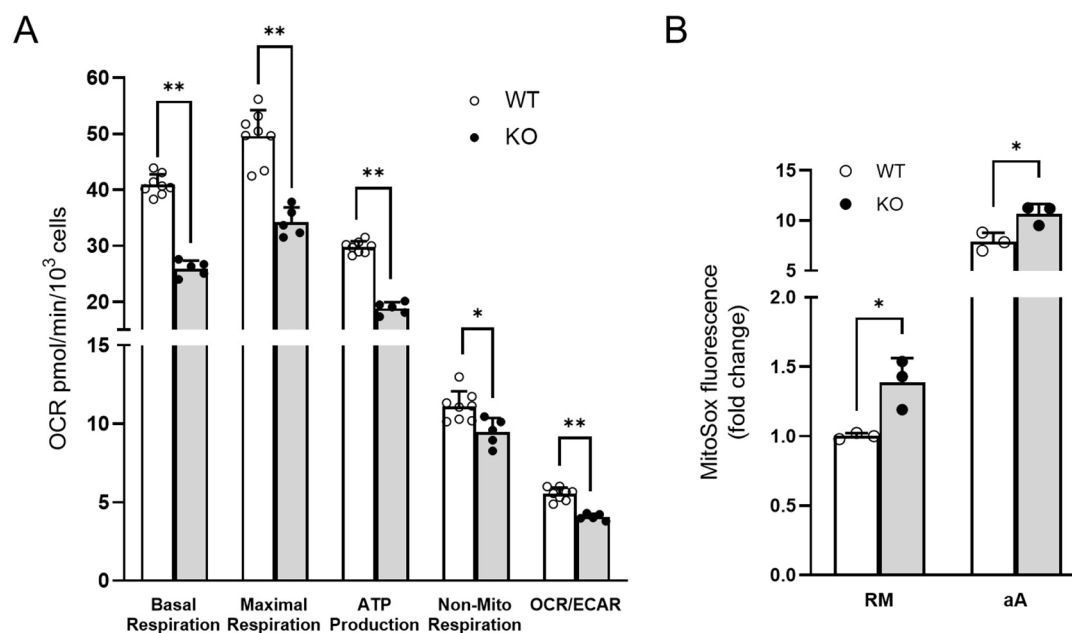 A
B
**
**
**
*
**
WT
KO
60
50
40
30
20
15
10
5
0
OCR pmol/min/10³ cells
Basal
Respiration
Maximal
Respiration
ATP
Production
Non-Mito
Respiration
OCR/ECAR
*
*
WT
KO
15
10
5
2.0
1.5
1.0
0.5
0.0
MitoSox fluorescence
(fold change)
RM
aA